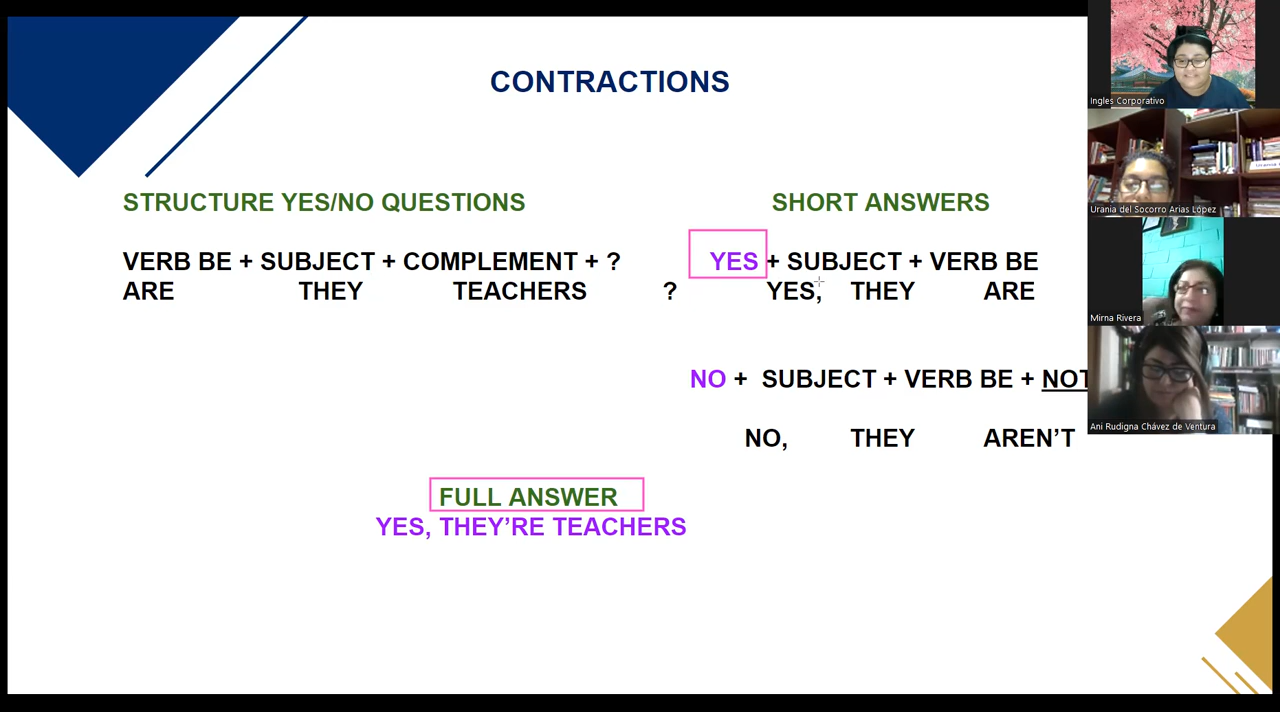 CONTRACTIONS
STRUCTURE YES/NO QUESTIONS
VERB BE + SUBJECT + COMPLEMENT + ?
ARE THEY TEACHERS ?
SHORT ANSWERS
YES + SUBJECT + VERB BE
YES, THEY ARE
NO + SUBJECT + VERB BE + NOT
NO, THEY AREN'T
FULL ANSWER
YES, THEY'RE TEACHERS
Ingles Corporativo
Urania del Socorro Arias López
Mirna Rivera
Ani Rudigna Chávez de Ventura